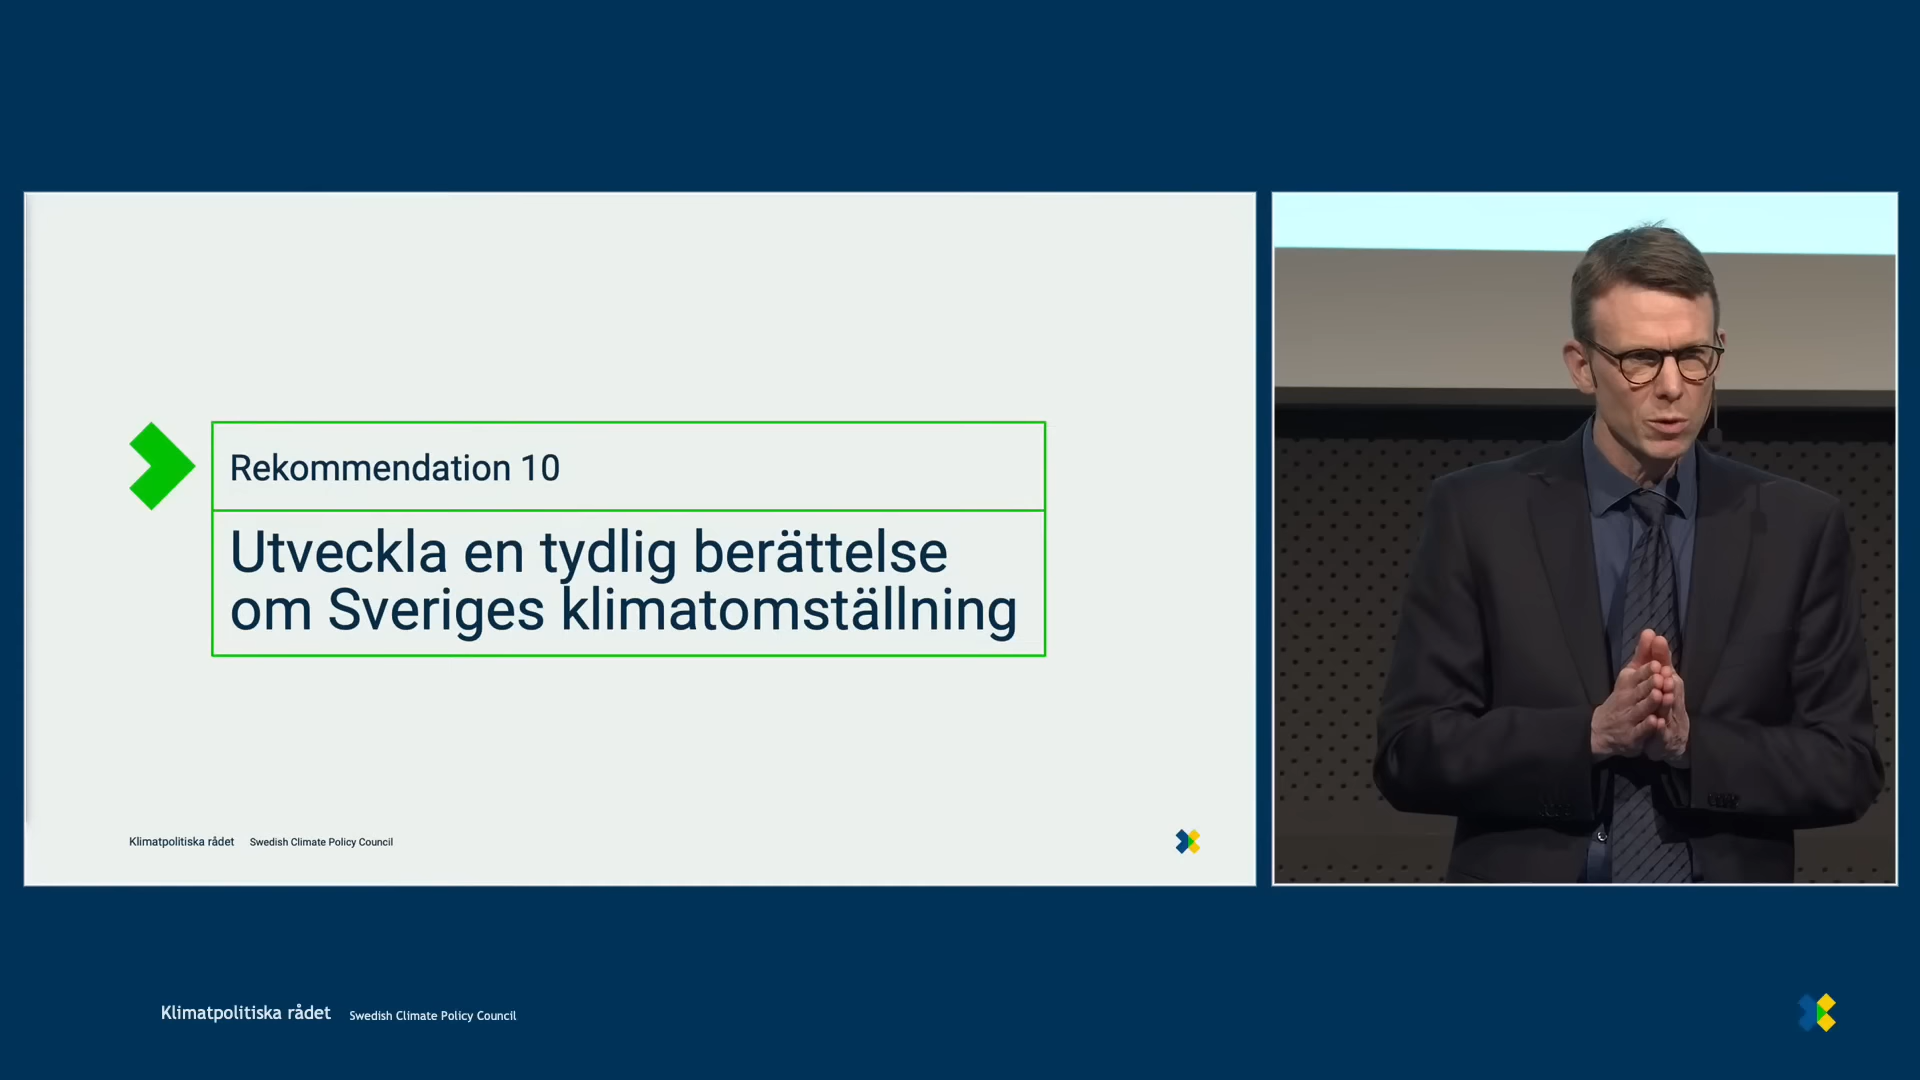 Rekommendation 10
Utveckla en tydlig berättelse
om Sveriges klimatomställning
Klimatpolitiska rådet Swedish Climate Policy Council
Klimatpolitiska rådet Swedish Climate Policy Council